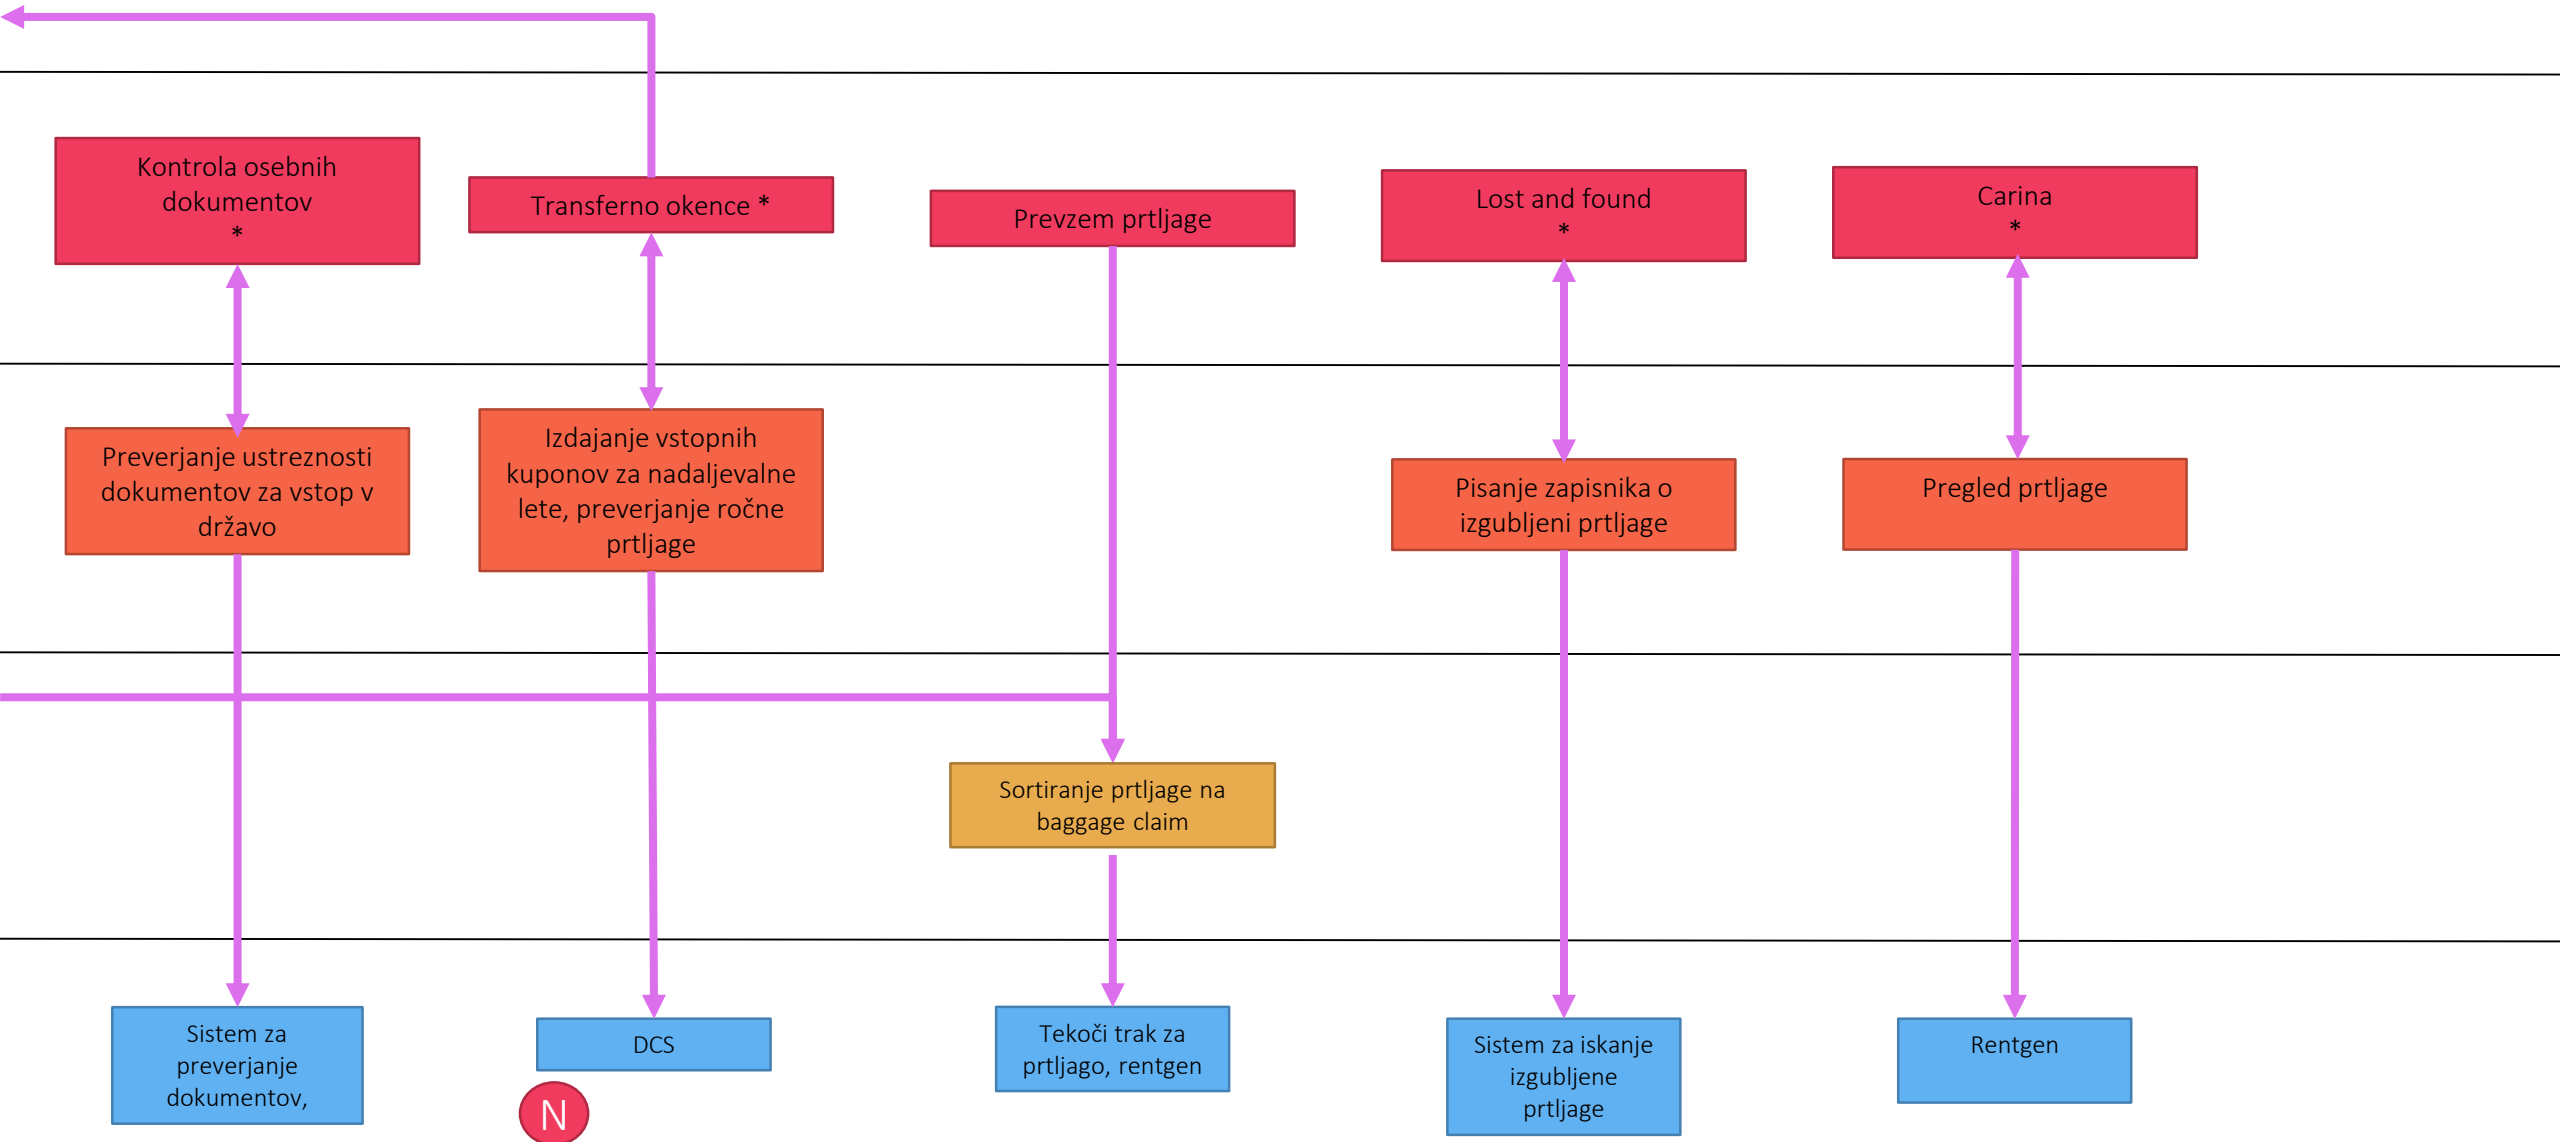 Kontrola osebnih
dokumentov
*
Transferno okence *
Prevzem prtljage
Lost and found
*
Carina
*
Preverjanje ustreznosti
dokumentov za vstop v
državo
Izdajanje vstopnih
kuponov za nadaljevalne
lete, preverjanje ročne
prtljage
Pisanje zapisnika o
izgubljeni prtljage
Pregled prtljage
Sortiranje prtljage na
baggage claim
Sistem za
preverjanje
dokumentov,
DCS
Tekoči trak za
prtljago, rentgen
Sistem za iskanje
izgubljene
prtljage
Rentgen
N